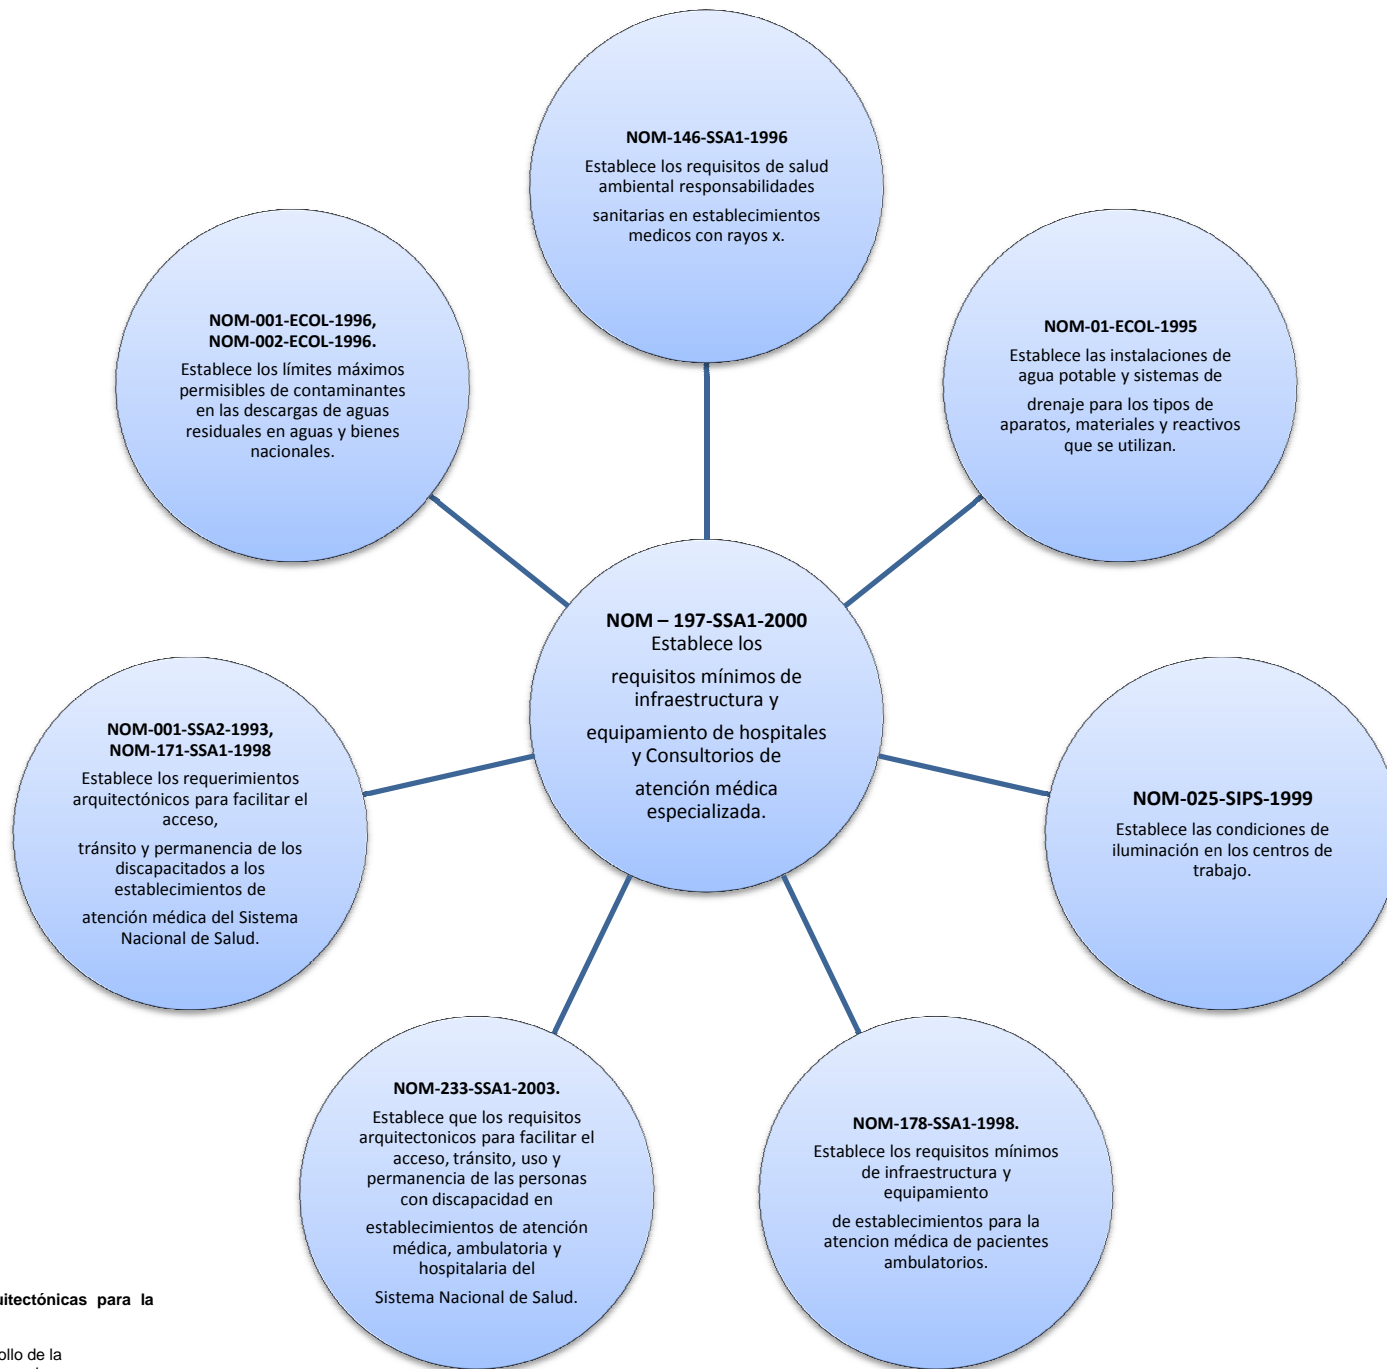 NOM-146-SSA1-1996
Establece los requisitos de salud
ambiental responsabilidades
sanitarias en establecimientos
medicos con rayos x.
NOM-01-ECOL-1995
Establece las instalaciones de
agua potable y sistemas de
drenaje para los tipos de
aparatos, materiales y reactivos
que se utilizan.
NOM-025-SIPS-1999
Establece las condiciones de
iluminación en los centros de
trabajo.
NOM-178-SSA1-1998.
Establece los requisitos mínimos
de infraestructura y
equipamiento
de establecimientos para la
atencion médica de pacientes
ambulatorios.
NOM-233-SSA1-2003.
Establece que los requisitos
arquitectonicos para facilitar el
acceso, tránsito, uso y
permanencia de las personas
con discapacidad en
establecimientos de atención
médica, ambulatoria y
hospitalaria del
Sistema Nacional de Salud.
NOM-001-SSA2-1993,
NOM-171-SSA1-1998
Establece los requerimientos
arquitectónicos para facilitar el
acceso,
tránsito y permanencia de los
discapacitados a los
establecimientos de
atención médica del Sistema
Nacional de Salud.
NOM-001-ECOL-1996,
NOM-002-ECOL-1996.
Establece los límites máximos
permisibles de contaminantes
en las descargas de aguas
residuales en aguas y bienes
nacionales.
NOM – 197-SSA1-2000
Establece los
requisitos mínimos de
infraestructura y
equipamiento de hospitales
y Consultorios de
atención médica
especializada.
uitectónicas para la
ollo de la